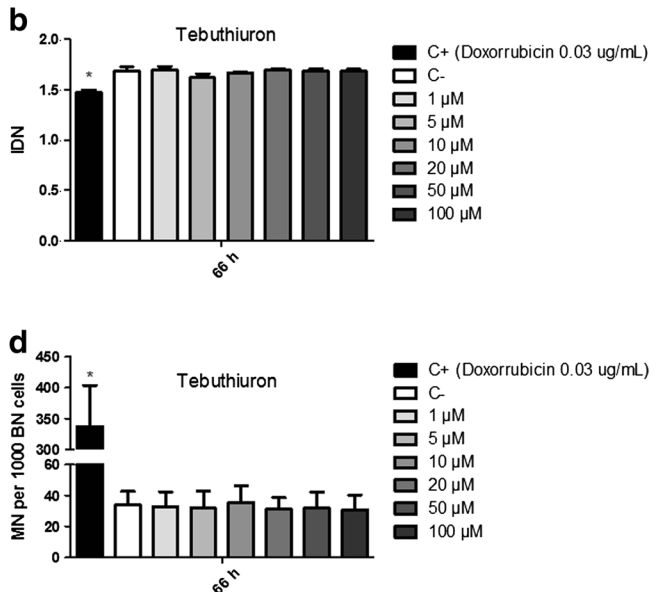 b
Tebuthiuron
2.0
1.5
1.0
0.5
0.0
IDN
*
66 h
C+ (Doxorrubicin 0.03 ug/mL)
C-
1 µM
5 µM
10 µM
20 µM
50 µM
100 µM
d
Tebuthiuron
450
400
350
300
60
40
20
0
MN per 1000 BN cells
*
66 h
C+ (Doxorrubicin 0.03 ug/mL)
C-
1 µM
5 µM
10 µM
20 µM
50 µM
100 µM